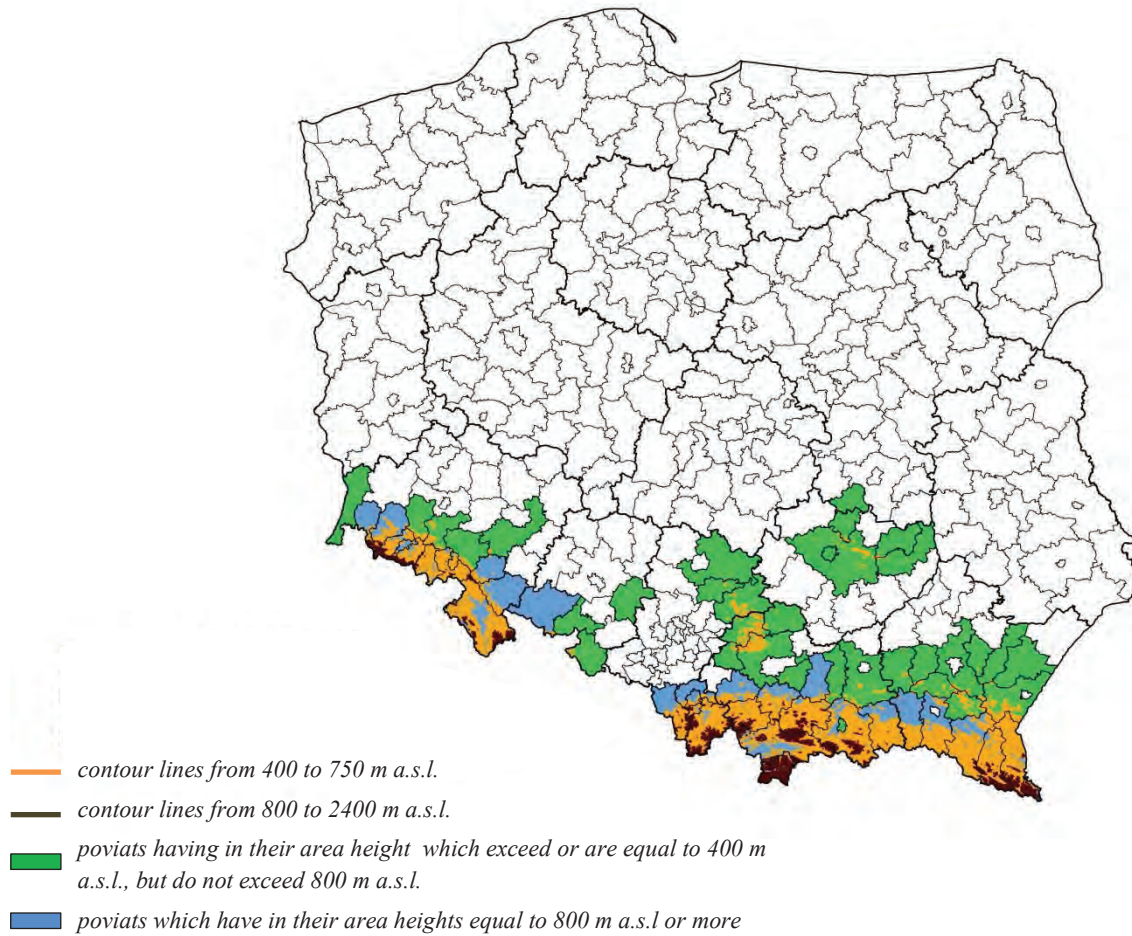 contour lines from 400 to 750 m a.s.l.
contour lines from 800 to 2400 m a.s.l.
poviats having in their area height which exceed or are equal to 400 m
a.s.l., but do not exceed 800 m a.s.l.
poviats which have in their area heights equal to 800 m a.s.l or more